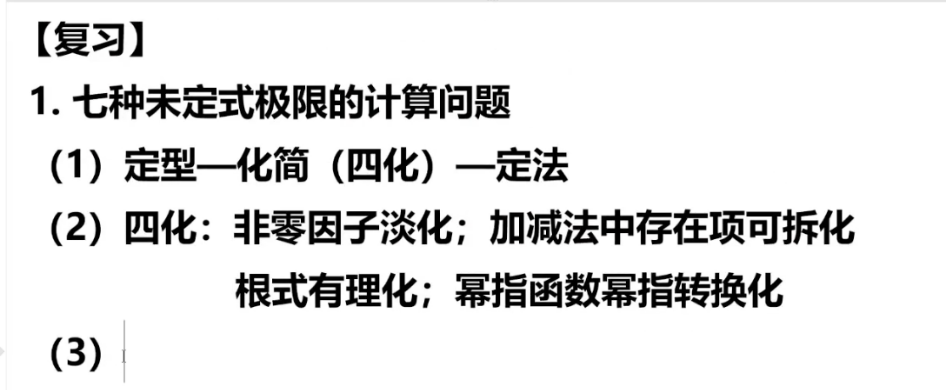 【复习】
1. 七种未定式极限的计算问题
（1）定型—化简（四化）—定法
（2）四化：非零因子淡化；加减法中存在项可拆化
根式有理化；幂指函数幂指转换化
（3）